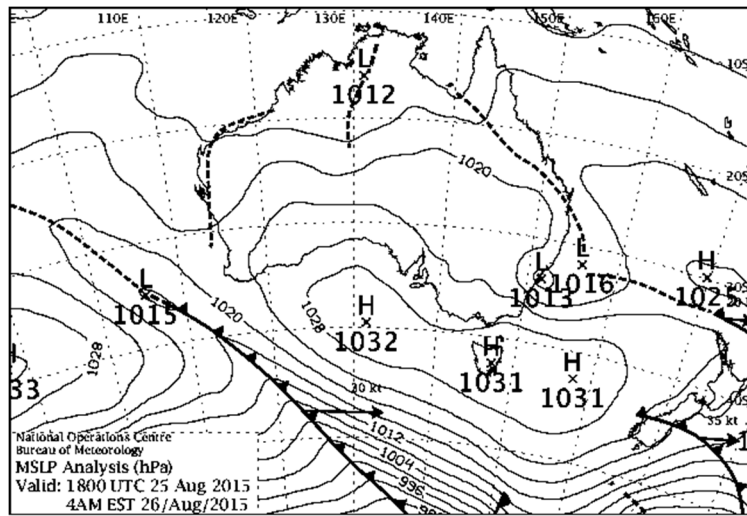 110E 120E 130E 140E 150E 160E
10S
L
1012
1020
20S
L
L
H
1013
1016
L
1015
1020
H
1032
1028
1028
33
H
1031
H
1031
30 kt
35 kt
1012
1004
996
National Operations Centre
Bureau of Meteorology
MSLP Analysis (hPa)
Valid: 1800 UTC 25 Aug 2015
4AM EST 26/Aug/2015